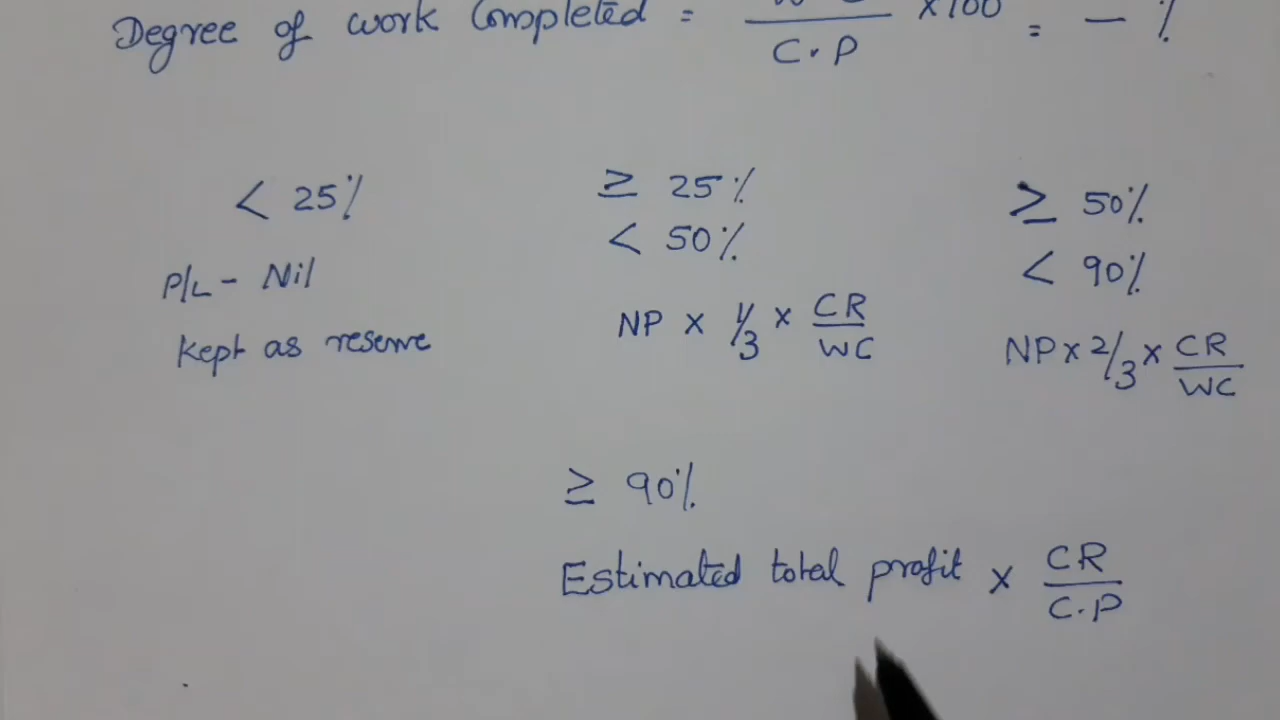 Degree of work Completed = W C / C.P × 100 = — %
< 25%
P/L - Nil
Kept as reserve
≥ 25%
< 50%
NP × 1/3 × CR/WC
≥ 50%
< 90%
NP × 2/3 × CR/WC
≥ 90%
Estimated total profit × CR/C.P